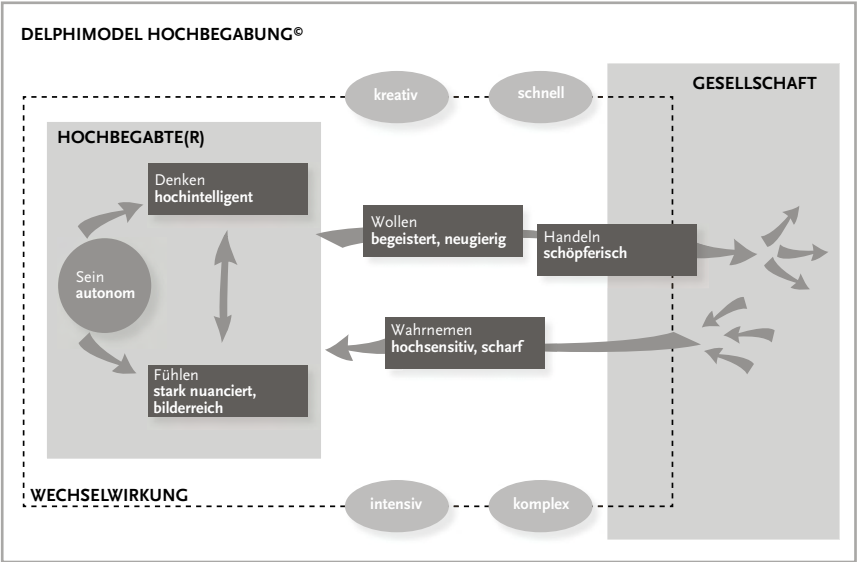 DELPHIMODEL HOCHBEGABUNG©
kreativ
schnell
GESELLSCHAFT
HOCHBEGABTE(R)
Denken
hochintelligent
Wollen
begeistert, neugierig
Handeln
schöpferisch
Sein
autonom
Wahrnemen
hochsensitiv, scharf
Fühlen
stark nuanciert,
bilderreich
WECHSELWIRKUNG
intensiv
komplex